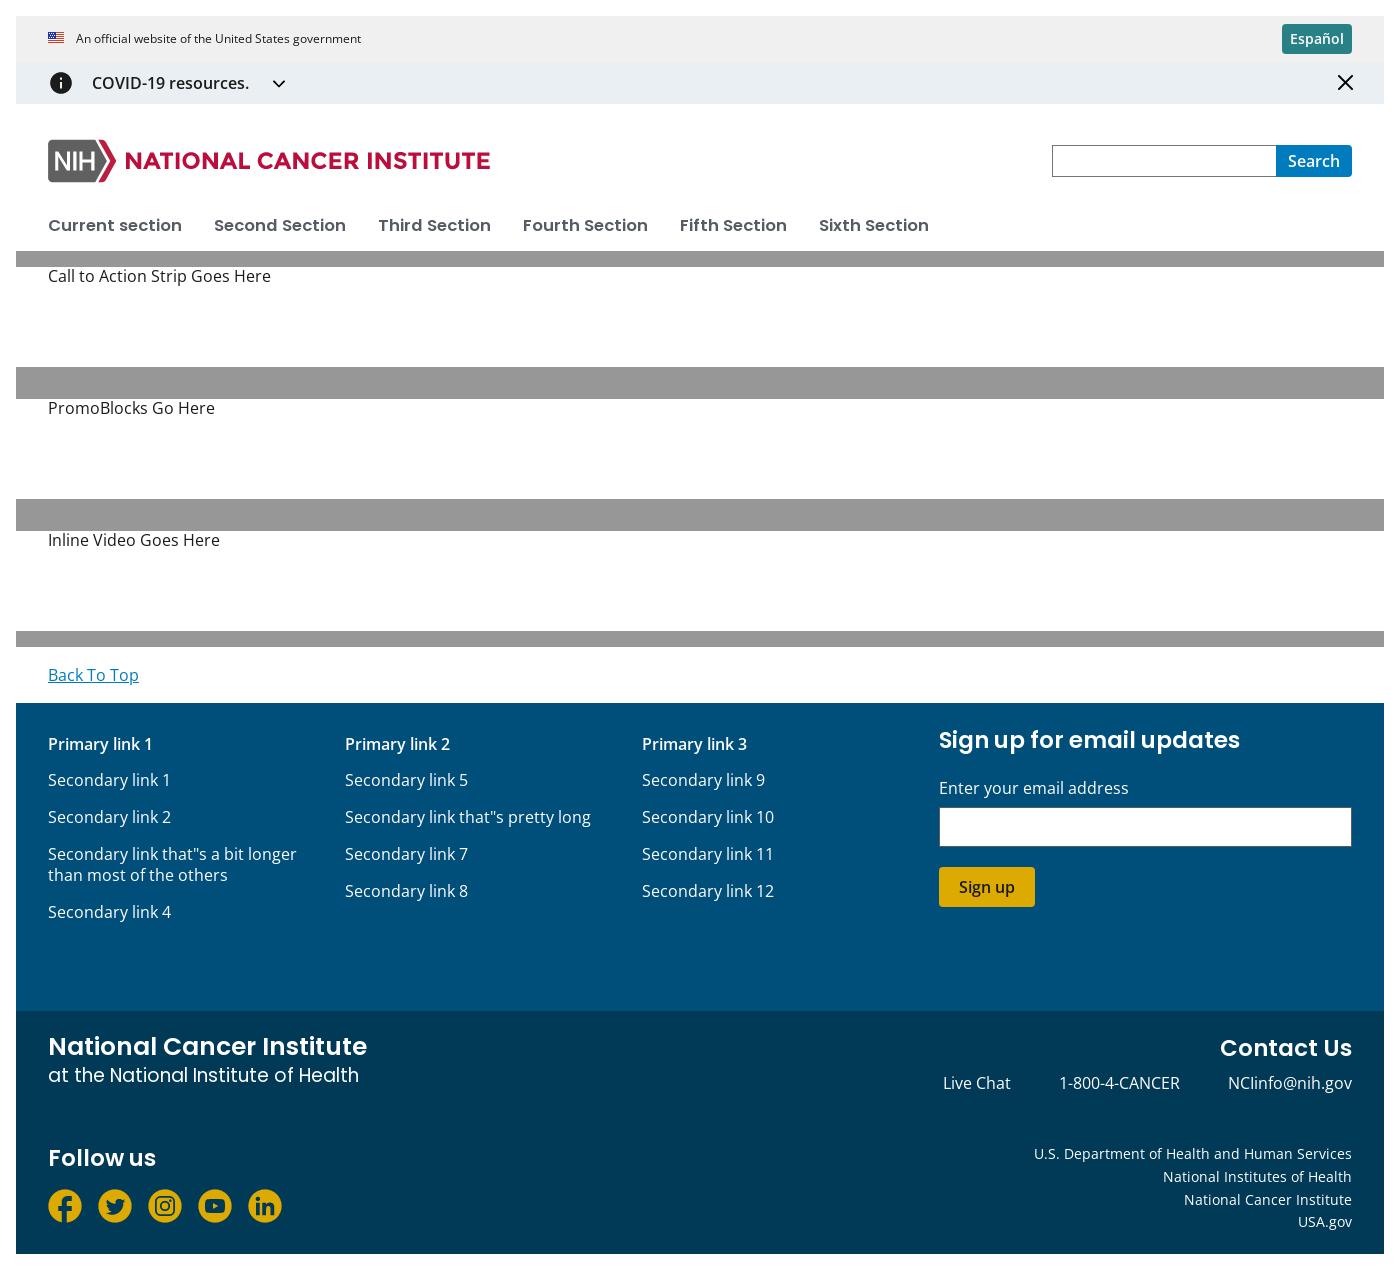 An official website of the United States government
Español
COVID-19 resources.
NIH NATIONAL CANCER INSTITUTE
Search
Current section Second Section Third Section Fourth Section Fifth Section Sixth Section
Call to Action Strip Goes Here
PromoBlocks Go Here
Inline Video Goes Here
Back To Top
Primary link 1
Secondary link 1
Secondary link 2
Secondary link that"s a bit longer
than most of the others
Secondary link 4
Primary link 2
Secondary link 5
Secondary link that"s pretty long
Secondary link 7
Secondary link 8
Primary link 3
Secondary link 9
Secondary link 10
Secondary link 11
Secondary link 12
Sign up for email updates
Enter your email address
Sign up
National Cancer Institute
at the National Institute of Health
Contact Us
Live Chat 1-800-4-CANCER NCIinfo@nih.gov
Follow us
U.S. Department of Health and Human Services
National Institutes of Health
National Cancer Institute
USA.gov